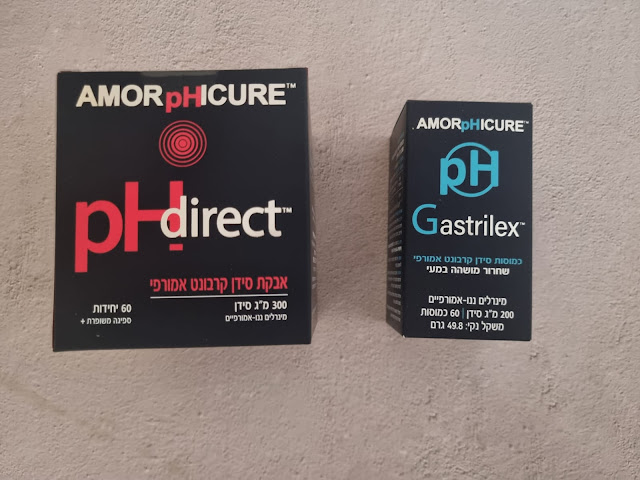 AMORpHICURE™
pHdirect™
אבקת סידן קרבונט אמורפי
300 מ"ג סידן
מינרלים ננו-אמורפיים
60 יחידות
ספיגה משופרת +
AMORpHICURE™
pH
Gastrilex™
כמוסות סידן קרבונט אמורפי
שחרור מושהה במעי
מינרלים ננו-אמורפיים
200 מ"ג סידן | 60 כמוסות
משקל נקי: 49.8 גרם